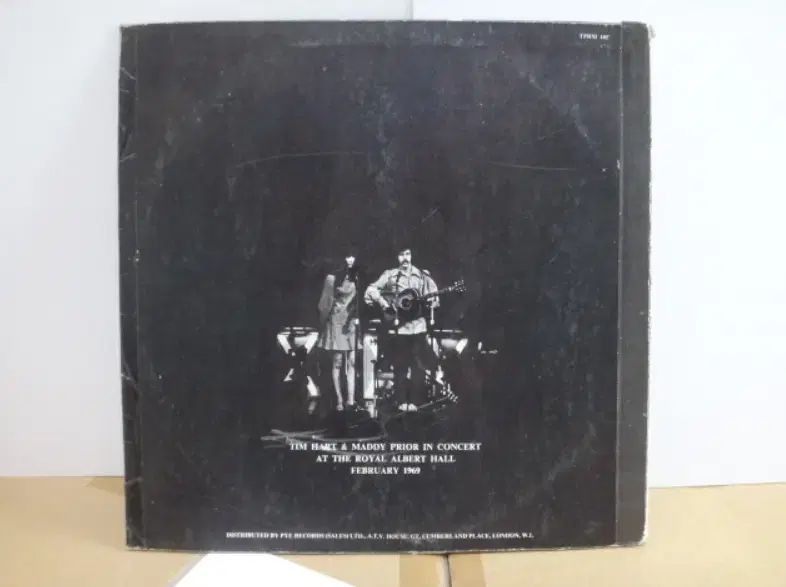 TIM HART & MADDY PRIOR IN CONCERT
AT THE ROYAL ALBERT HALL
FEBRUARY 1969
DISTRIBUTED BY PYE RECORDS (SALES) LTD., A.T.V. HOUSE, GT. CUMBERLAND PLACE, LONDON, W.1.